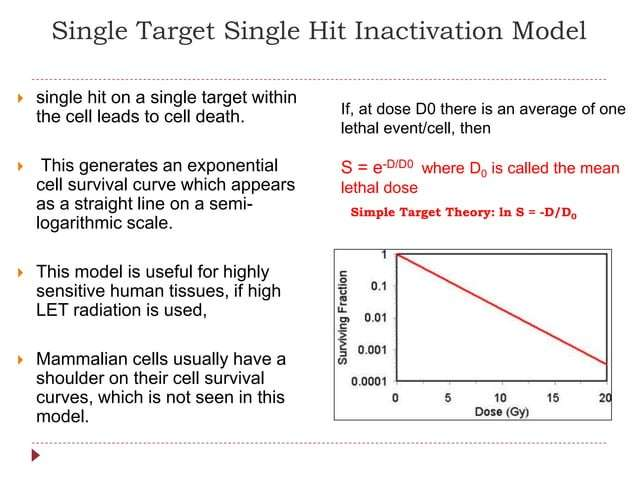 Single Target Single Hit Inactivation Model
single hit on a single target within
the cell leads to cell death.
This generates an exponential
cell survival curve which appears
as a straight line on a semi-
logarithmic scale.
This model is useful for highly
sensitive human tissues, if high
LET radiation is used,
Mammalian cells usually have a
shoulder on their cell survival
curves, which is not seen in this
model.
If, at dose D0 there is an average of one
lethal event/cell, then
S = e-D/D0 where D0 is called the mean
lethal dose
Simple Target Theory: ln S = -D/D0
Surviving Fraction
1
0.1
0.01
0.001
0.0001
0 5 10 15 20
Dose (Gy)